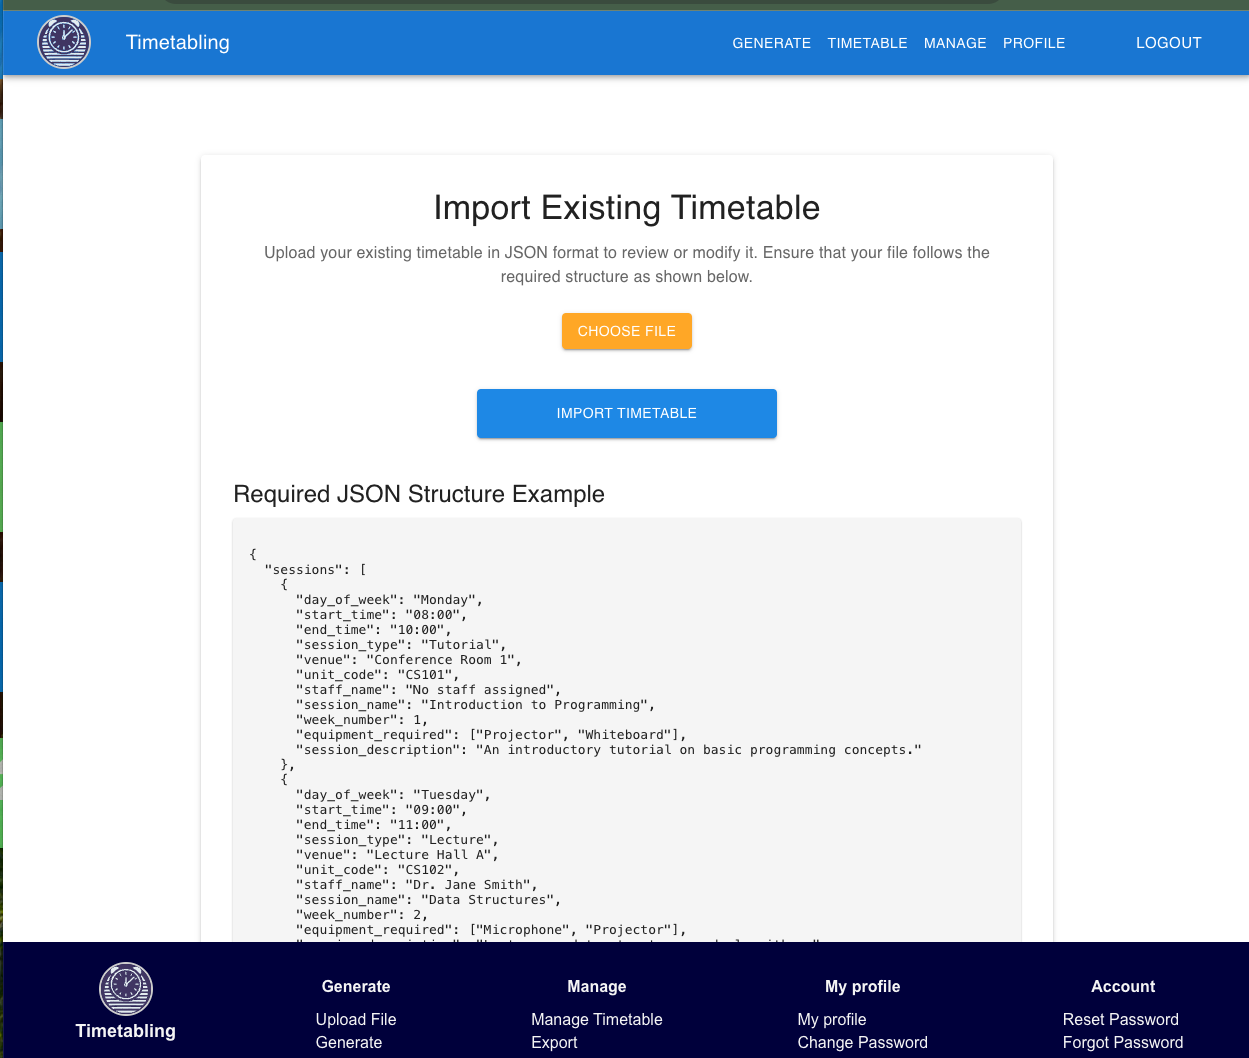 Timetabling
GENERATE TIMETABLE MANAGE PROFILE LOGOUT
Import Existing Timetable
Upload your existing timetable in JSON format to review or modify it. Ensure that your file follows the
required structure as shown below.
CHOOSE FILE
IMPORT TIMETABLE
Required JSON Structure Example
{
  "sessions": [
    {
      "day_of_week": "Monday",
      "start_time": "08:00",
      "end_time": "10:00",
      "session_type": "Tutorial",
      "venue": "Conference Room 1",
      "unit_code": "CS101",
      "staff_name": "No staff assigned",
      "session_name": "Introduction to Programming",
      "week_number": 1,
      "equipment_required": ["Projector", "Whiteboard"],
      "session_description": "An introductory tutorial on basic programming concepts."
    },
    {
      "day_of_week": "Tuesday",
      "start_time": "09:00",
      "end_time": "11:00",
      "session_type": "Lecture",
      "venue": "Lecture Hall A",
      "unit_code": "CS102",
      "staff_name": "Dr. Jane Smith",
      "session_name": "Data Structures",
      "week_number": 2,
      "equipment_required": ["Microphone", "Projector"],
Timetabling
Generate
Upload File
Generate
Manage
Manage Timetable
Export
My profile
My profile
Change Password
Account
Reset Password
Forgot Password